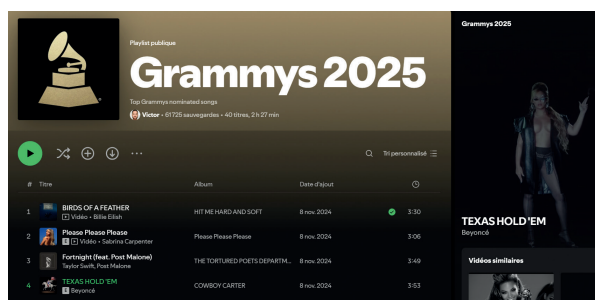 Playlist publique
Grammys 2025
Top Grammys nominated songs
Victor • 61 725 sauvegardes • 40 titres, 2 h 27 min
Tri personnalisé
# Titre Album Date d'ajout
1 BIRDS OF A FEATHER HIT ME HARD AND SOFT 8 nov. 2024 3:30
Vidéo • Billie Eilish
2 Please Please Please Please Please Please 8 nov. 2024 3:06
E Vidéo • Sabrina Carpenter
3 Fortnight (feat. Post Malone) THE TORTURED POETS DEPARTM... 8 nov. 2024 3:49
Taylor Swift, Post Malone
4 TEXAS HOLD 'EM COWBOY CARTER 8 nov. 2024 3:53
E Beyoncé
Grammys 2025
TEXAS HOLD 'EM
Beyoncé
Vidéos similaires